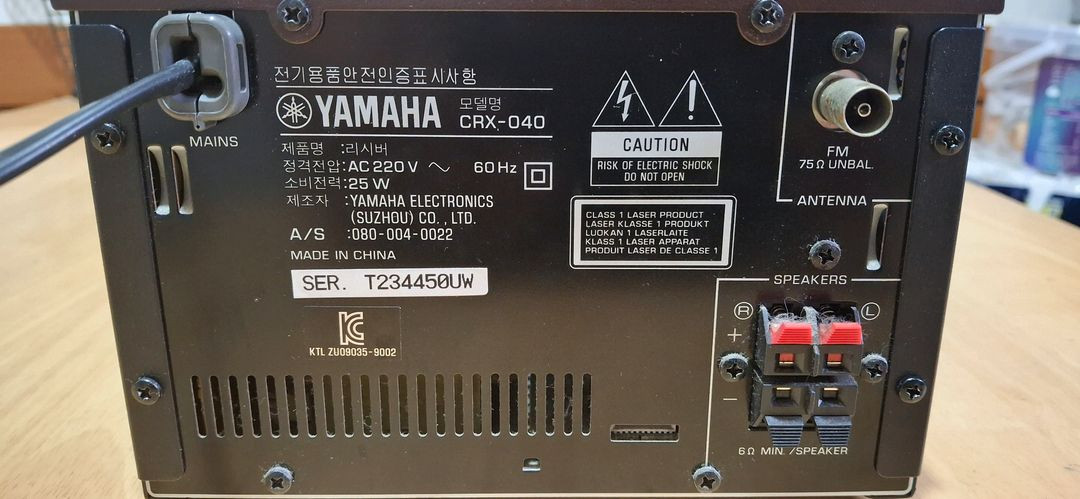 전기용품안전인증표시사항
YAMAHA
모델명
CRX-040
MAINS
제품명 :리시버
정격전압:AC 220 V ~ 60 Hz
소비전력:25 W
제조자 :YAMAHA ELECTRONICS
(SUZHOU) CO., LTD.
A/S :080-004-0022
MADE IN CHINA
SER. T234450UW
KTL ZU09035-9002
CAUTION
RISK OF ELECTRIC SHOCK
DO NOT OPEN
CLASS 1 LASER PRODUCT
LASER KLASSE 1 PRODUKT
LUOKAN 1 LASERLAITE
KLASS 1 LASER APPARAT
PRODUIT LASER DE CLASSE 1
FM
75Ω UNBAL.
ANTENNA
SPEAKERS
R L
+
−
6Ω MIN. /SPEAKER